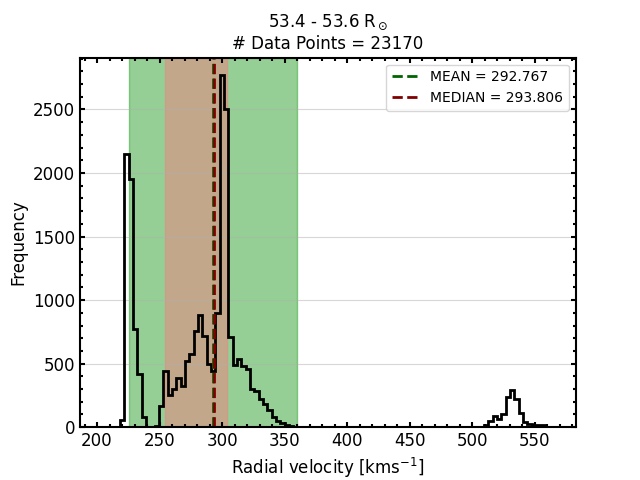 53.4 - 53.6 R⊙
# Data Points = 23170
MEAN = 292.767
MEDIAN = 293.806
Frequency
2500
2000
1500
1000
500
0
200 250 300 350 400 450 500 550
Radial velocity [kms⁻¹]